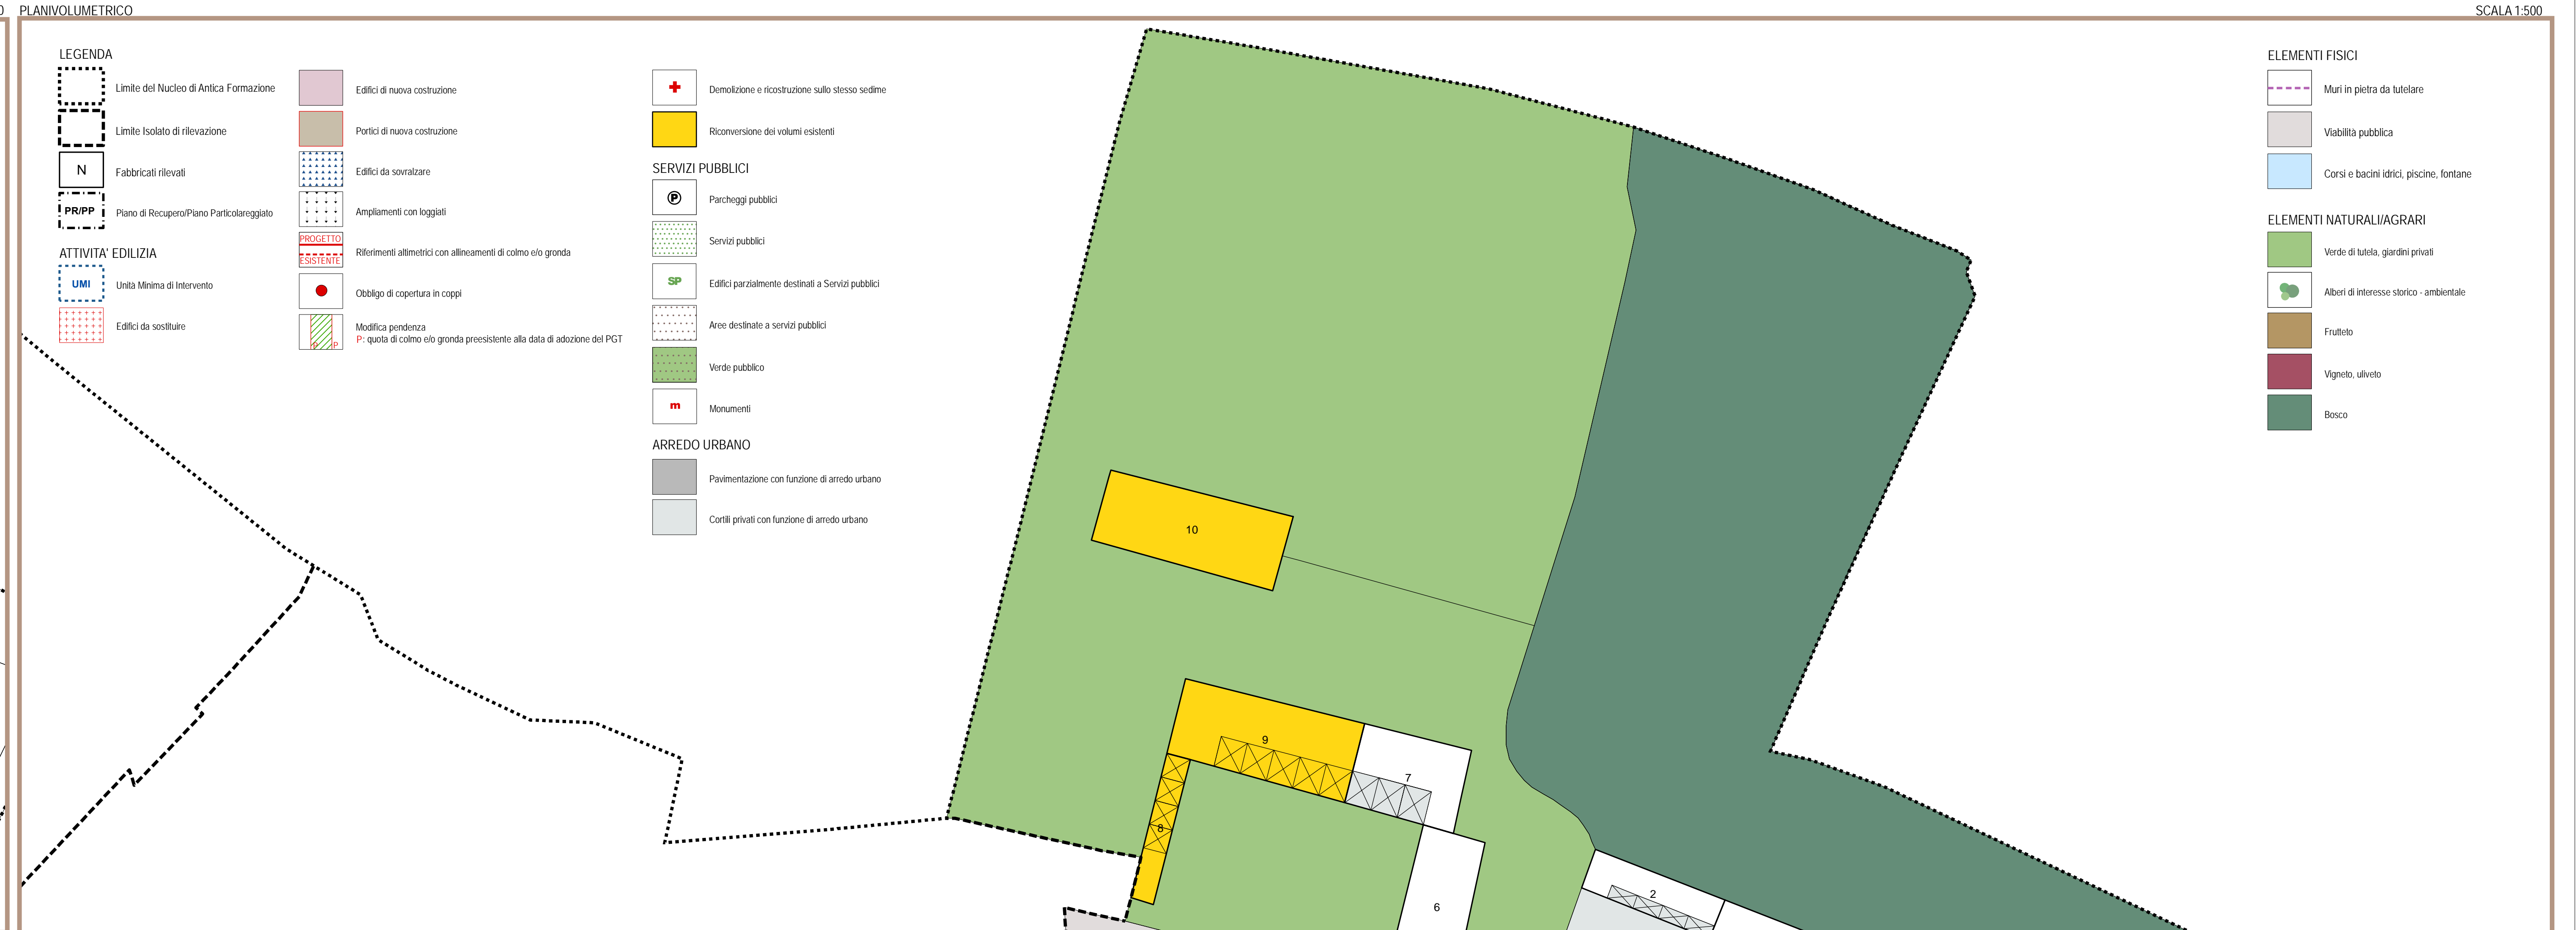 0 PLANIVOLUMETRICO
SCALA 1:500
LEGENDA
Limite del Nucleo di Antica Formazione
Limite Isolato di rilevazione
N
Fabbricati rilevati
PR/PP
Piano di Recupero/Piano Particolareggiato
ATTIVITA' EDILIZIA
UMI
Unità Minima di Intervento
Edifici da sostituire
Edifici di nuova costruzione
Portici di nuova costruzione
Edifici da sovralzare
Ampliamenti con loggiati
PROGETTO
ESISTENTE
Riferimenti altimetrici con allineamenti di colmo e/o gronda
Obbligo di copertura in coppi
P P
Modifica pendenza
P: quota di colmo e/o gronda preesistente alla data di adozione del PGT
Demolizione e ricostruzione sullo stesso sedime
Riconversione dei volumi esistenti
SERVIZI PUBBLICI
P
Parcheggi pubblici
Servizi pubblici
SP
Edifici parzialmente destinati a Servizi pubblici
Aree destinate a servizi pubblici
Verde pubblico
m
Monumenti
ARREDO URBANO
Pavimentazione con funzione di arredo urbano
Cortili privati con funzione di arredo urbano
ELEMENTI FISICI
Muri in pietra da tutelare
Viabilità pubblica
Corsi e bacini idrici, piscine, fontane
ELEMENTI NATURALI/AGRARI
Verde di tutela, giardini privati
Alberi di interesse storico - ambientale
Frutteto
Vigneto, uliveto
Bosco
10
9
7
8
2
6